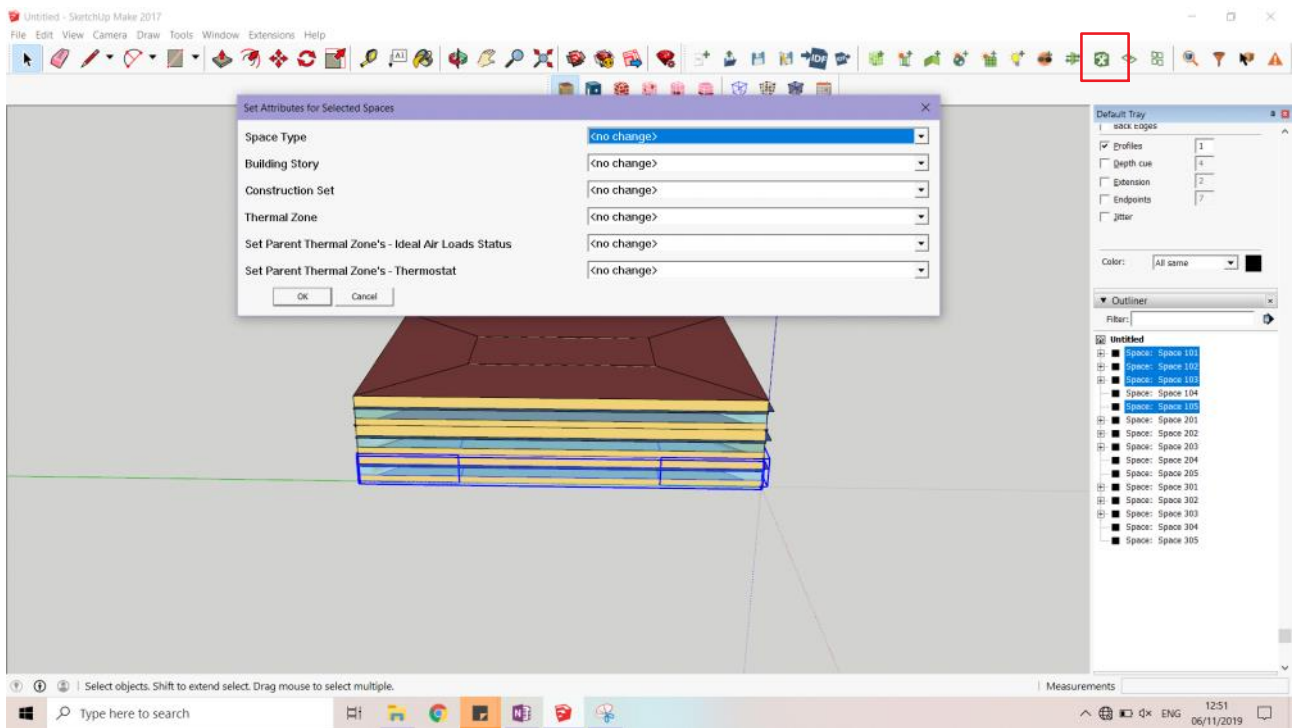 Untitled - SketchUp Make 2017
File Edit View Camera Draw Tools Window Extensions Help
A1
IDF
Set Attributes for Selected Spaces
Space Type <no change>
Building Story <no change>
Construction Set <no change>
Thermal Zone <no change>
Set Parent Thermal Zone's - Ideal Air Loads Status <no change>
Set Parent Thermal Zone's - Thermostat <no change>
OK Cancel
Default Tray
Back Edges
Profiles 1
Depth cue 4
Extension 2
Endpoints 7
Jitter
Color: All same
Outliner
Filter:
Untitled
Space: Space 101
Space: Space 102
Space: Space 103
Space: Space 104
Space: Space 105
Space: Space 201
Space: Space 202
Space: Space 203
Space: Space 204
Space: Space 205
Space: Space 301
Space: Space 302
Space: Space 303
Space: Space 304
Space: Space 305
Select objects. Shift to extend select. Drag mouse to select multiple.
Measurements
Type here to search
ENG
12:51
06/11/2019